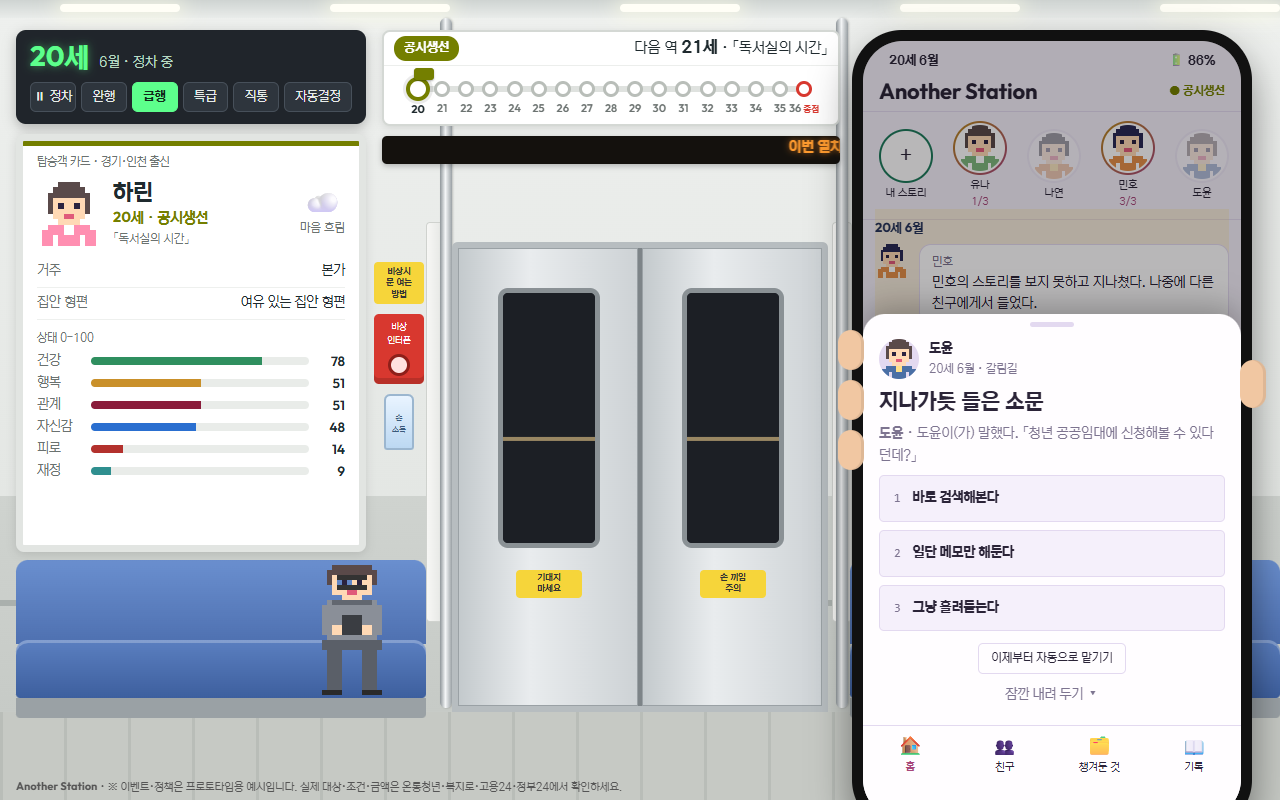 20세 6월 · 정차 중
정차 완행 급행 특급 직통 자동결정
탑승객 카드 · 경기·인천 출신
하린
20세 · 공시생선
「독서실의 시간」
마음 흐림
거주 본가
집안 형편 여유 있는 집안 형편
상태 0–100
건강 78
행복 51
관계 51
자신감 48
피로 14
재정 9
공시생선 다음 역 21세 · 「독서실의 시간」
20 21 22 23 24 25 26 27 28 29 30 31 32 33 34 35 36 종점
이번 열차
비상시
문 여는
방법
비상
인터폰
손
소독
기대지
마세요
손 끼임
주의
20세 6월 86%
Another Station 공시생선
+
내 스토리 유나 나연 민호 도윤
1/3 3/3
20세 6월
민호
민호의 스토리를 보지 못하고 지나쳤다. 나중에 다른
친구에게서 들었다.
도윤
20세 6월 · 갈림길
지나가듯 들은 소문
도윤 · 도윤이(가) 말했다. 「청년 공공임대에 신청해볼 수 있다
던데?」
1 바로 검색해본다
2 일단 메모만 해둔다
3 그냥 흘려듣는다
이제부터 자동으로 맡기기
잠깐 내려 두기 ▾
홈 친구 챙겨둔 것 기록
Another Station · ※ 이벤트·정책은 프로토타입용 예시입니다. 실제 대상·조건·금액은 온통청년·복지로·고용24·정부24에서 확인하세요.